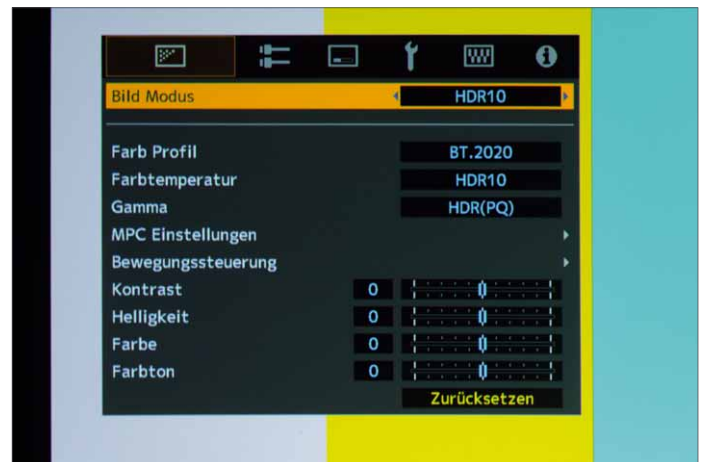 Bild Modus HDR10
Farb Profil BT.2020
Farbtemperatur HDR10
Gamma HDR(PQ)
MPC Einstellungen
Bewegungssteuerung
Kontrast 0
Helligkeit 0
Farbe 0
Farbton 0
Zurücksetzen